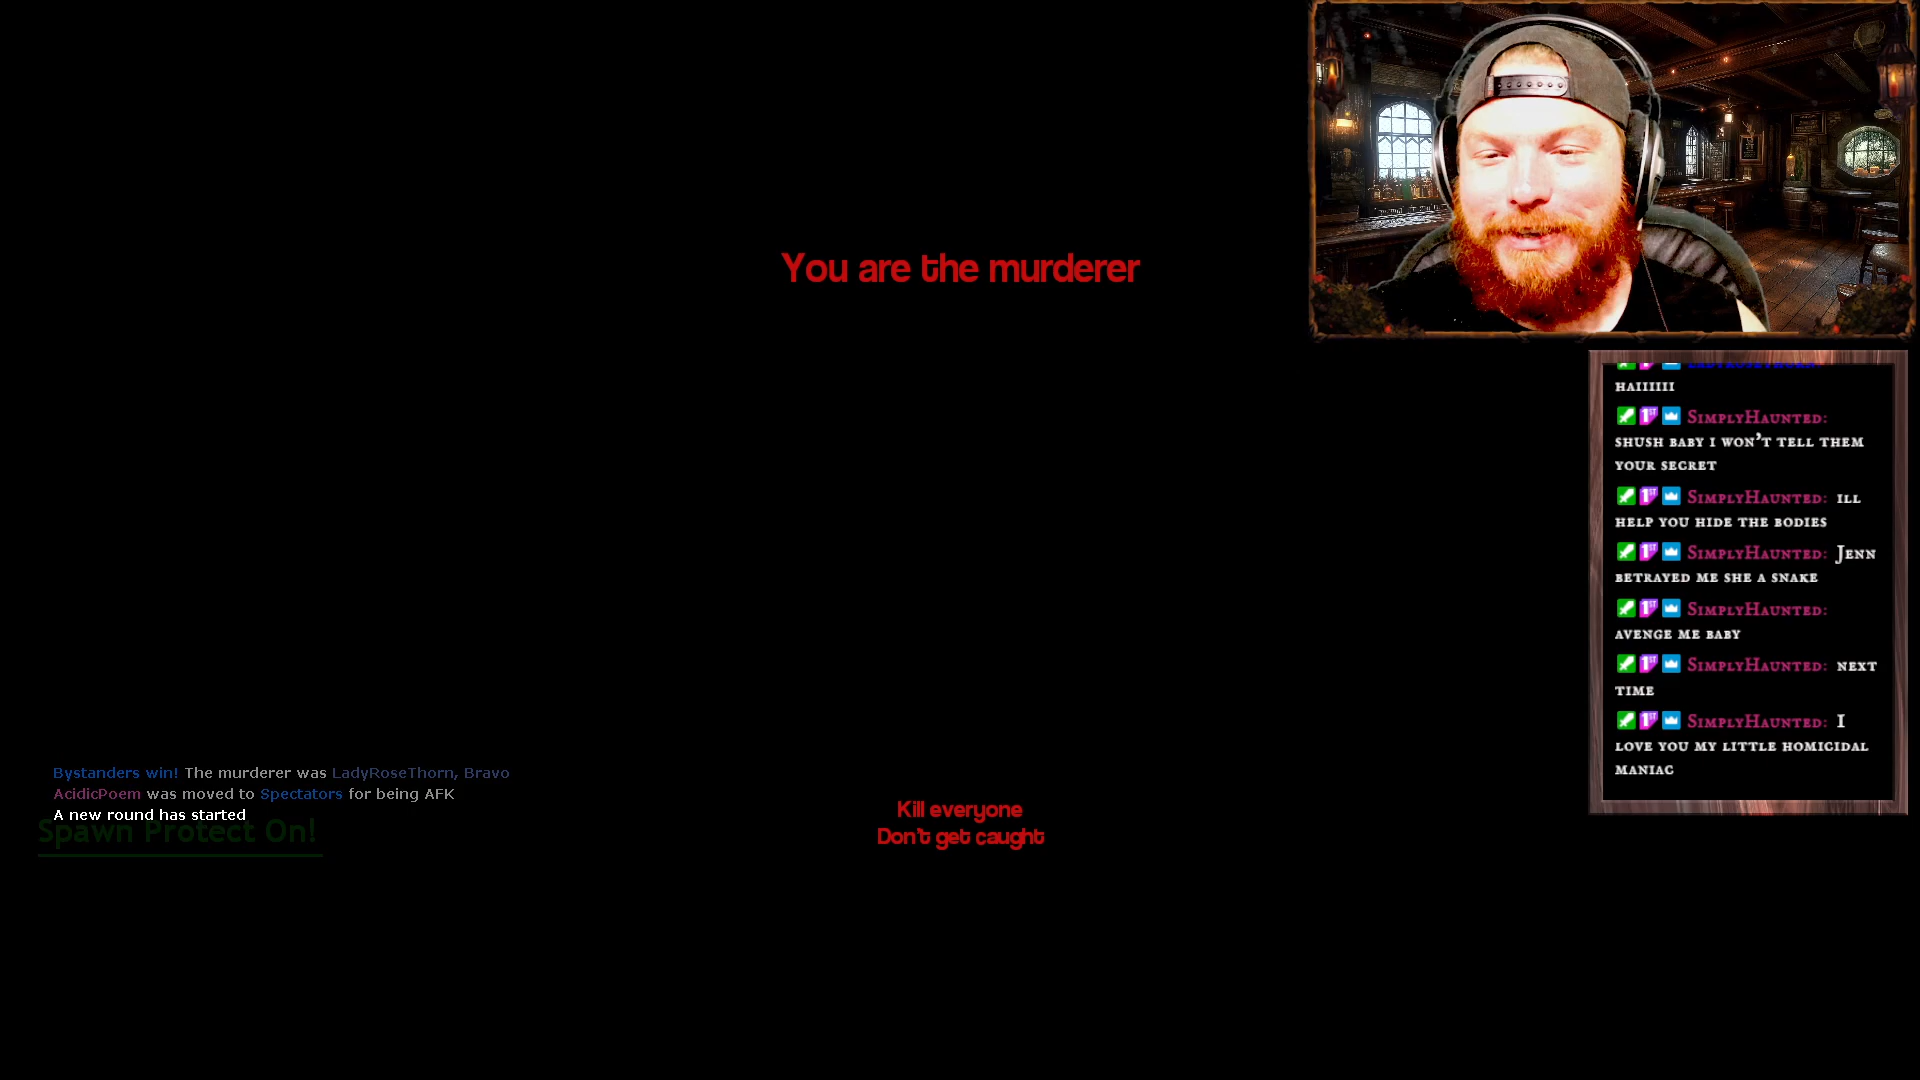 You are the murderer
HAIIIIII
SimplyHaunted:
shush baby i won't tell them
your secret
SimplyHaunted: ill
help you hide the bodies
SimplyHaunted: Jenn
betrayed me she a snake
SimplyHaunted:
avenge me baby
SimplyHaunted: next
time
SimplyHaunted: I
love you my little homicidal
maniac
Bystanders win! The murderer was LadyRoseThorn, Bravo
AcidicPoem was moved to Spectators for being AFK
A new round has started
Spawn Protect On!
Kill everyone
Don't get caught